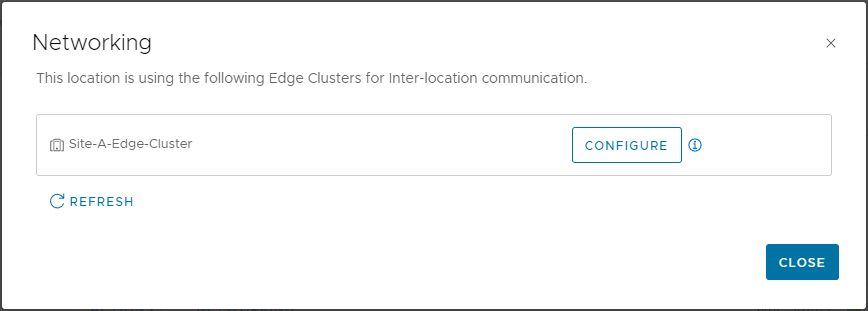 Networking
This location is using the following Edge Clusters for Inter-location communication.
Site-A-Edge-Cluster
CONFIGURE
REFRESH
CLOSE